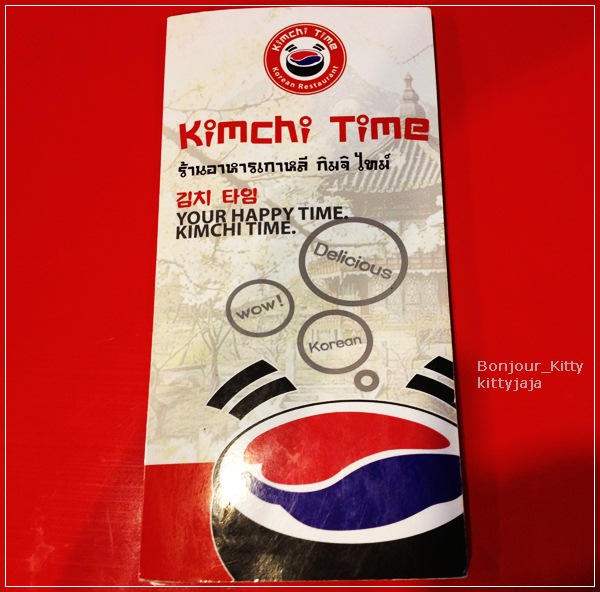 Kimchi Time
Korean Restaurant
Kimchi Time
ร้านอาหารเกาหลี กิมจิ ไทม์
김치 타임
YOUR HAPPY TIME.
KIMCHI TIME.
Delicious
wow!
Korean
Bonjour_Kitty
kittyjaja